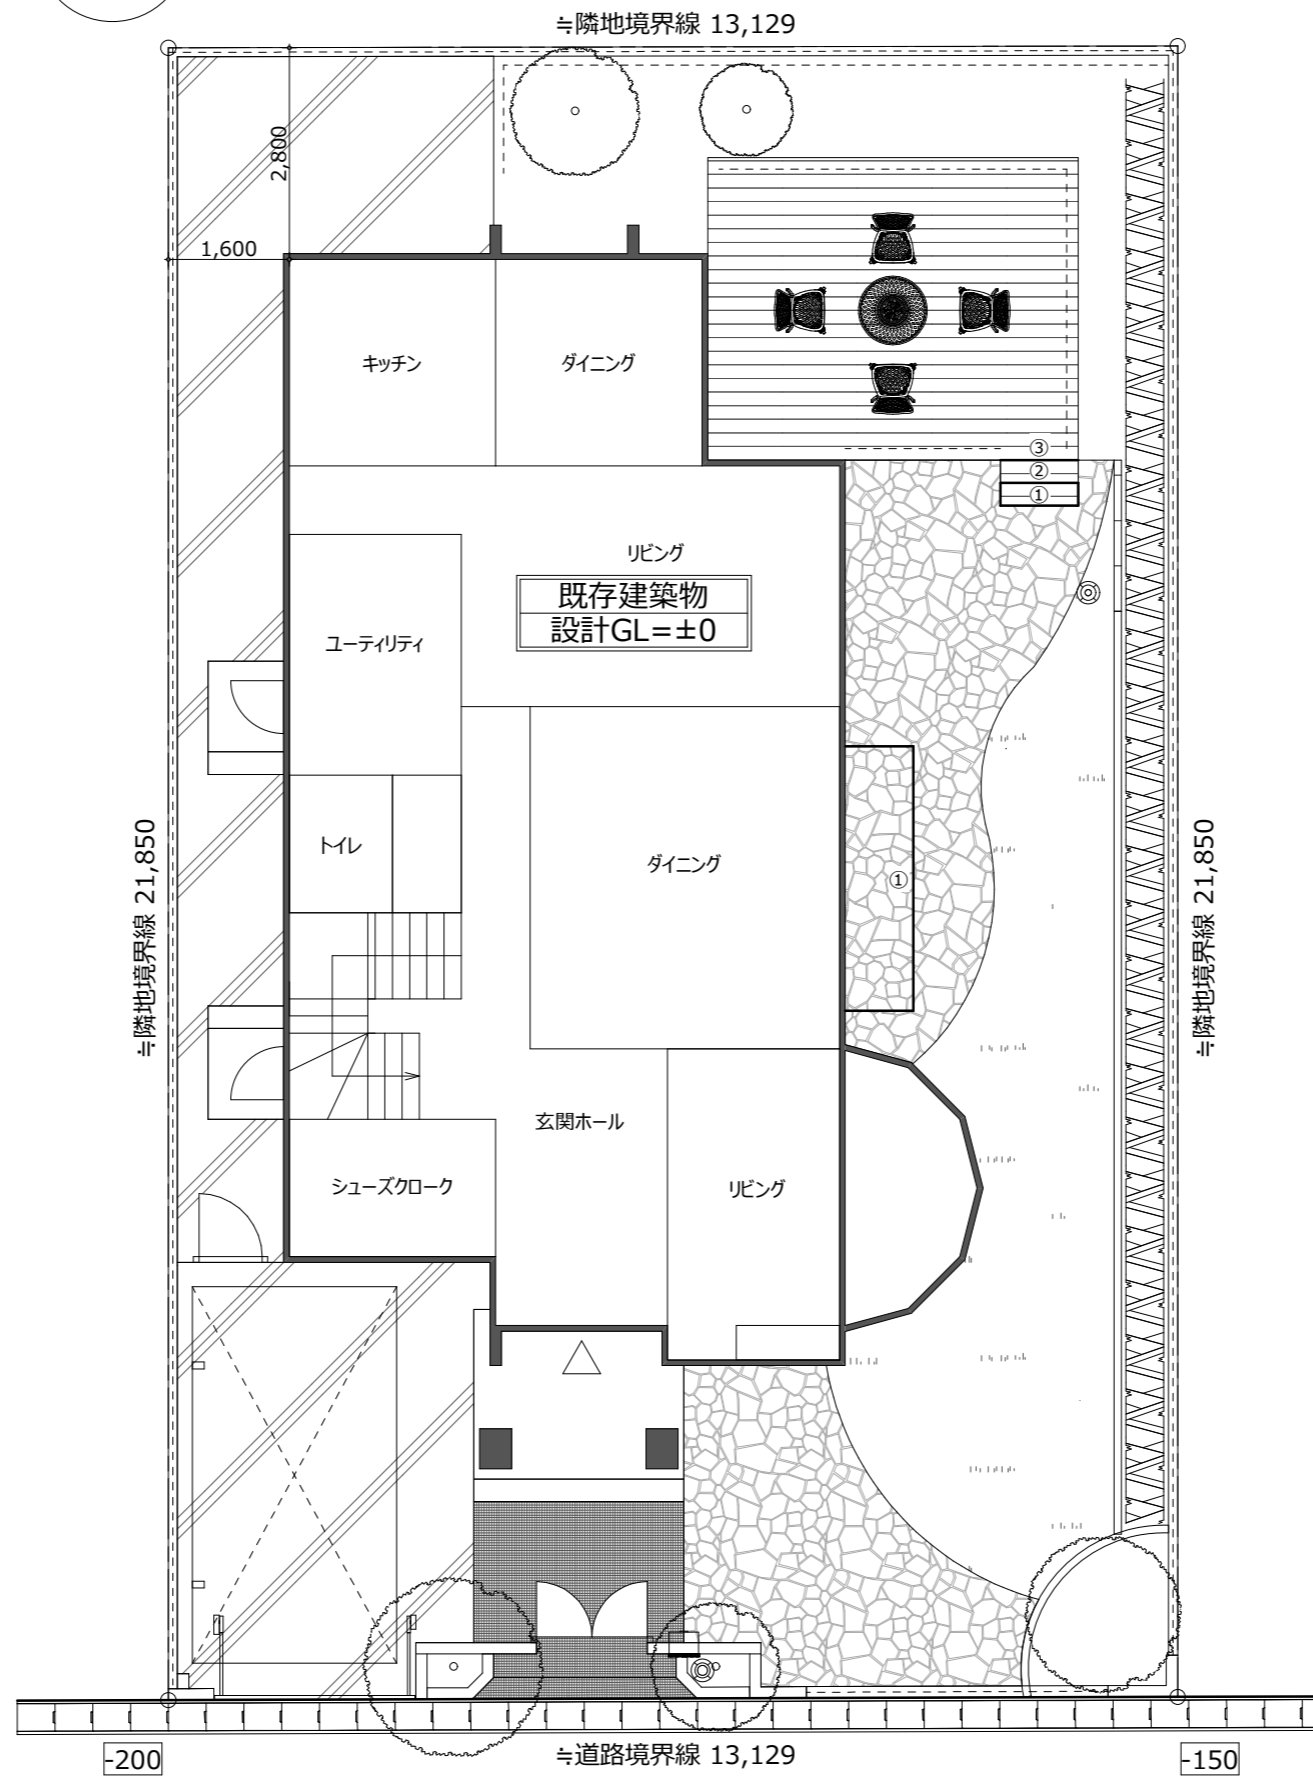 ≒隣地境界線 13,129
2,800
1,600
キッチン
ダイニング
③
②
①
リビング
既存建築物
設計GL=±0
ユーティリティ
≒隣地境界線 21,850
≒隣地境界線 21,850
トイレ
ダイニング
①
玄関ホール
シューズクローク
リビング
-200
≒道路境界線 13,129
-150